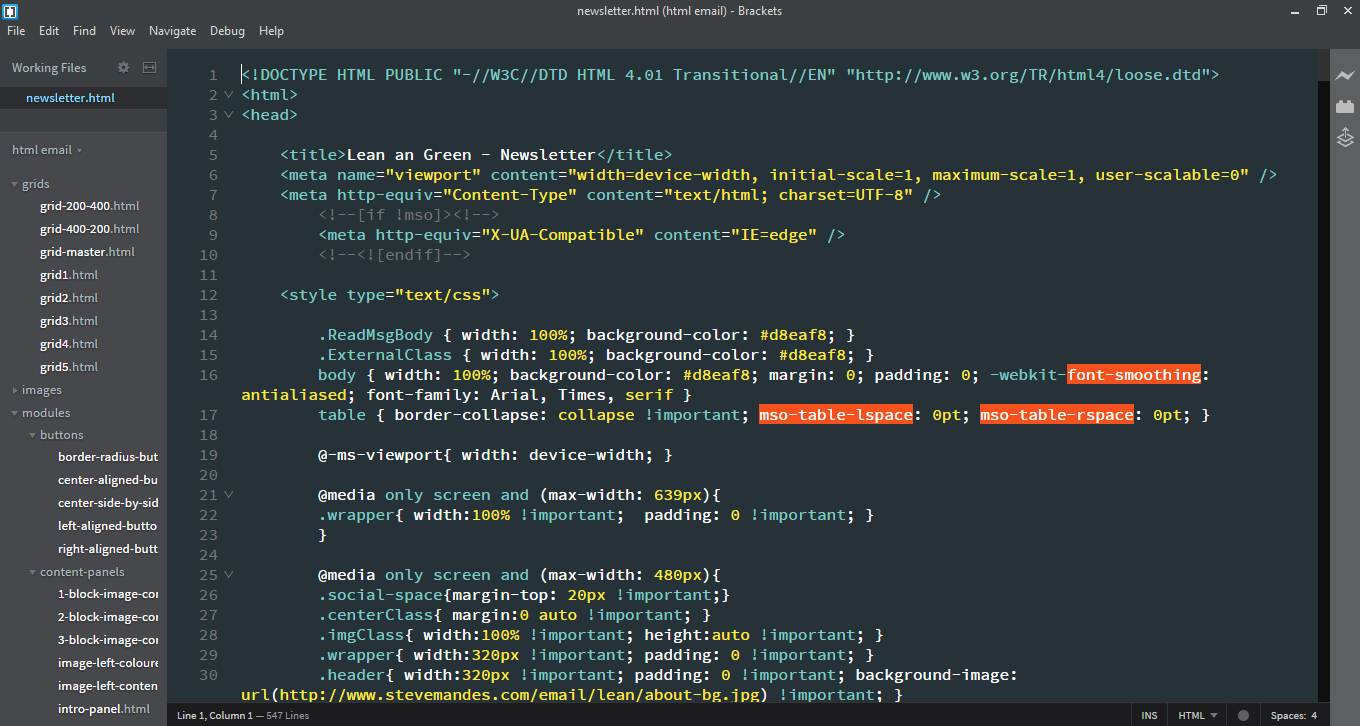 newsletter.html (html email) - Brackets
File Edit Find View Navigate Debug Help
Working Files
newsletter.html
html email
grids
grid-200-400.html
grid-400-200.html
grid-master.html
grid1.html
grid2.html
grid3.html
grid4.html
grid5.html
images
modules
buttons
border-radius-but
center-aligned-bu
center-side-by-sid
left-aligned-butto
right-aligned-butt
content-panels
1-block-image-cor
2-block-image-cor
3-block-image-cor
image-left-coloure
image-left-conten
intro-panel.html
1 <!DOCTYPE HTML PUBLIC "-//W3C//DTD HTML 4.01 Transitional//EN" "http://www.w3.org/TR/html4/loose.dtd">
2 <html>
3 <head>
4
5 <title>Lean an Green - Newsletter</title>
6 <meta name="viewport" content="width=device-width, initial-scale=1, maximum-scale=1, user-scalable=0" />
7 <meta http-equiv="Content-Type" content="text/html; charset=UTF-8" />
8 <!--[if !mso]><!-->
9 <meta http-equiv="X-UA-Compatible" content="IE=edge" />
10 <!--<![endif]-->
11
12 <style type="text/css">
13
14 .ReadMsgBody { width: 100%; background-color: #d8eaf8; }
15 .ExternalClass { width: 100%; background-color: #d8eaf8; }
16 body { width: 100%; background-color: #d8eaf8; margin: 0; padding: 0; -webkit-font-smoothing:
antialiased; font-family: Arial, Times, serif }
17 table { border-collapse: collapse !important; mso-table-lspace: 0pt; mso-table-rspace: 0pt; }
18
19 @-ms-viewport{ width: device-width; }
20
21 @media only screen and (max-width: 639px){
22 .wrapper{ width:100% !important;  padding: 0 !important; }
23 }
24
25 @media only screen and (max-width: 480px){
26 .social-space{margin-top: 20px !important;}
27 .centerClass{ margin:0 auto !important; }
28 .imgClass{ width:100% !important; height:auto !important; }
29 .wrapper{ width:320px !important; padding: 0 !important; }
30 .header{ width:320px !important; padding: 0 !important; background-image:
url(http://www.stevemandes.com/email/lean/about-bg.jpg) !important; }
Line 1, Column 1 — 547 Lines
INS HTML Spaces: 4